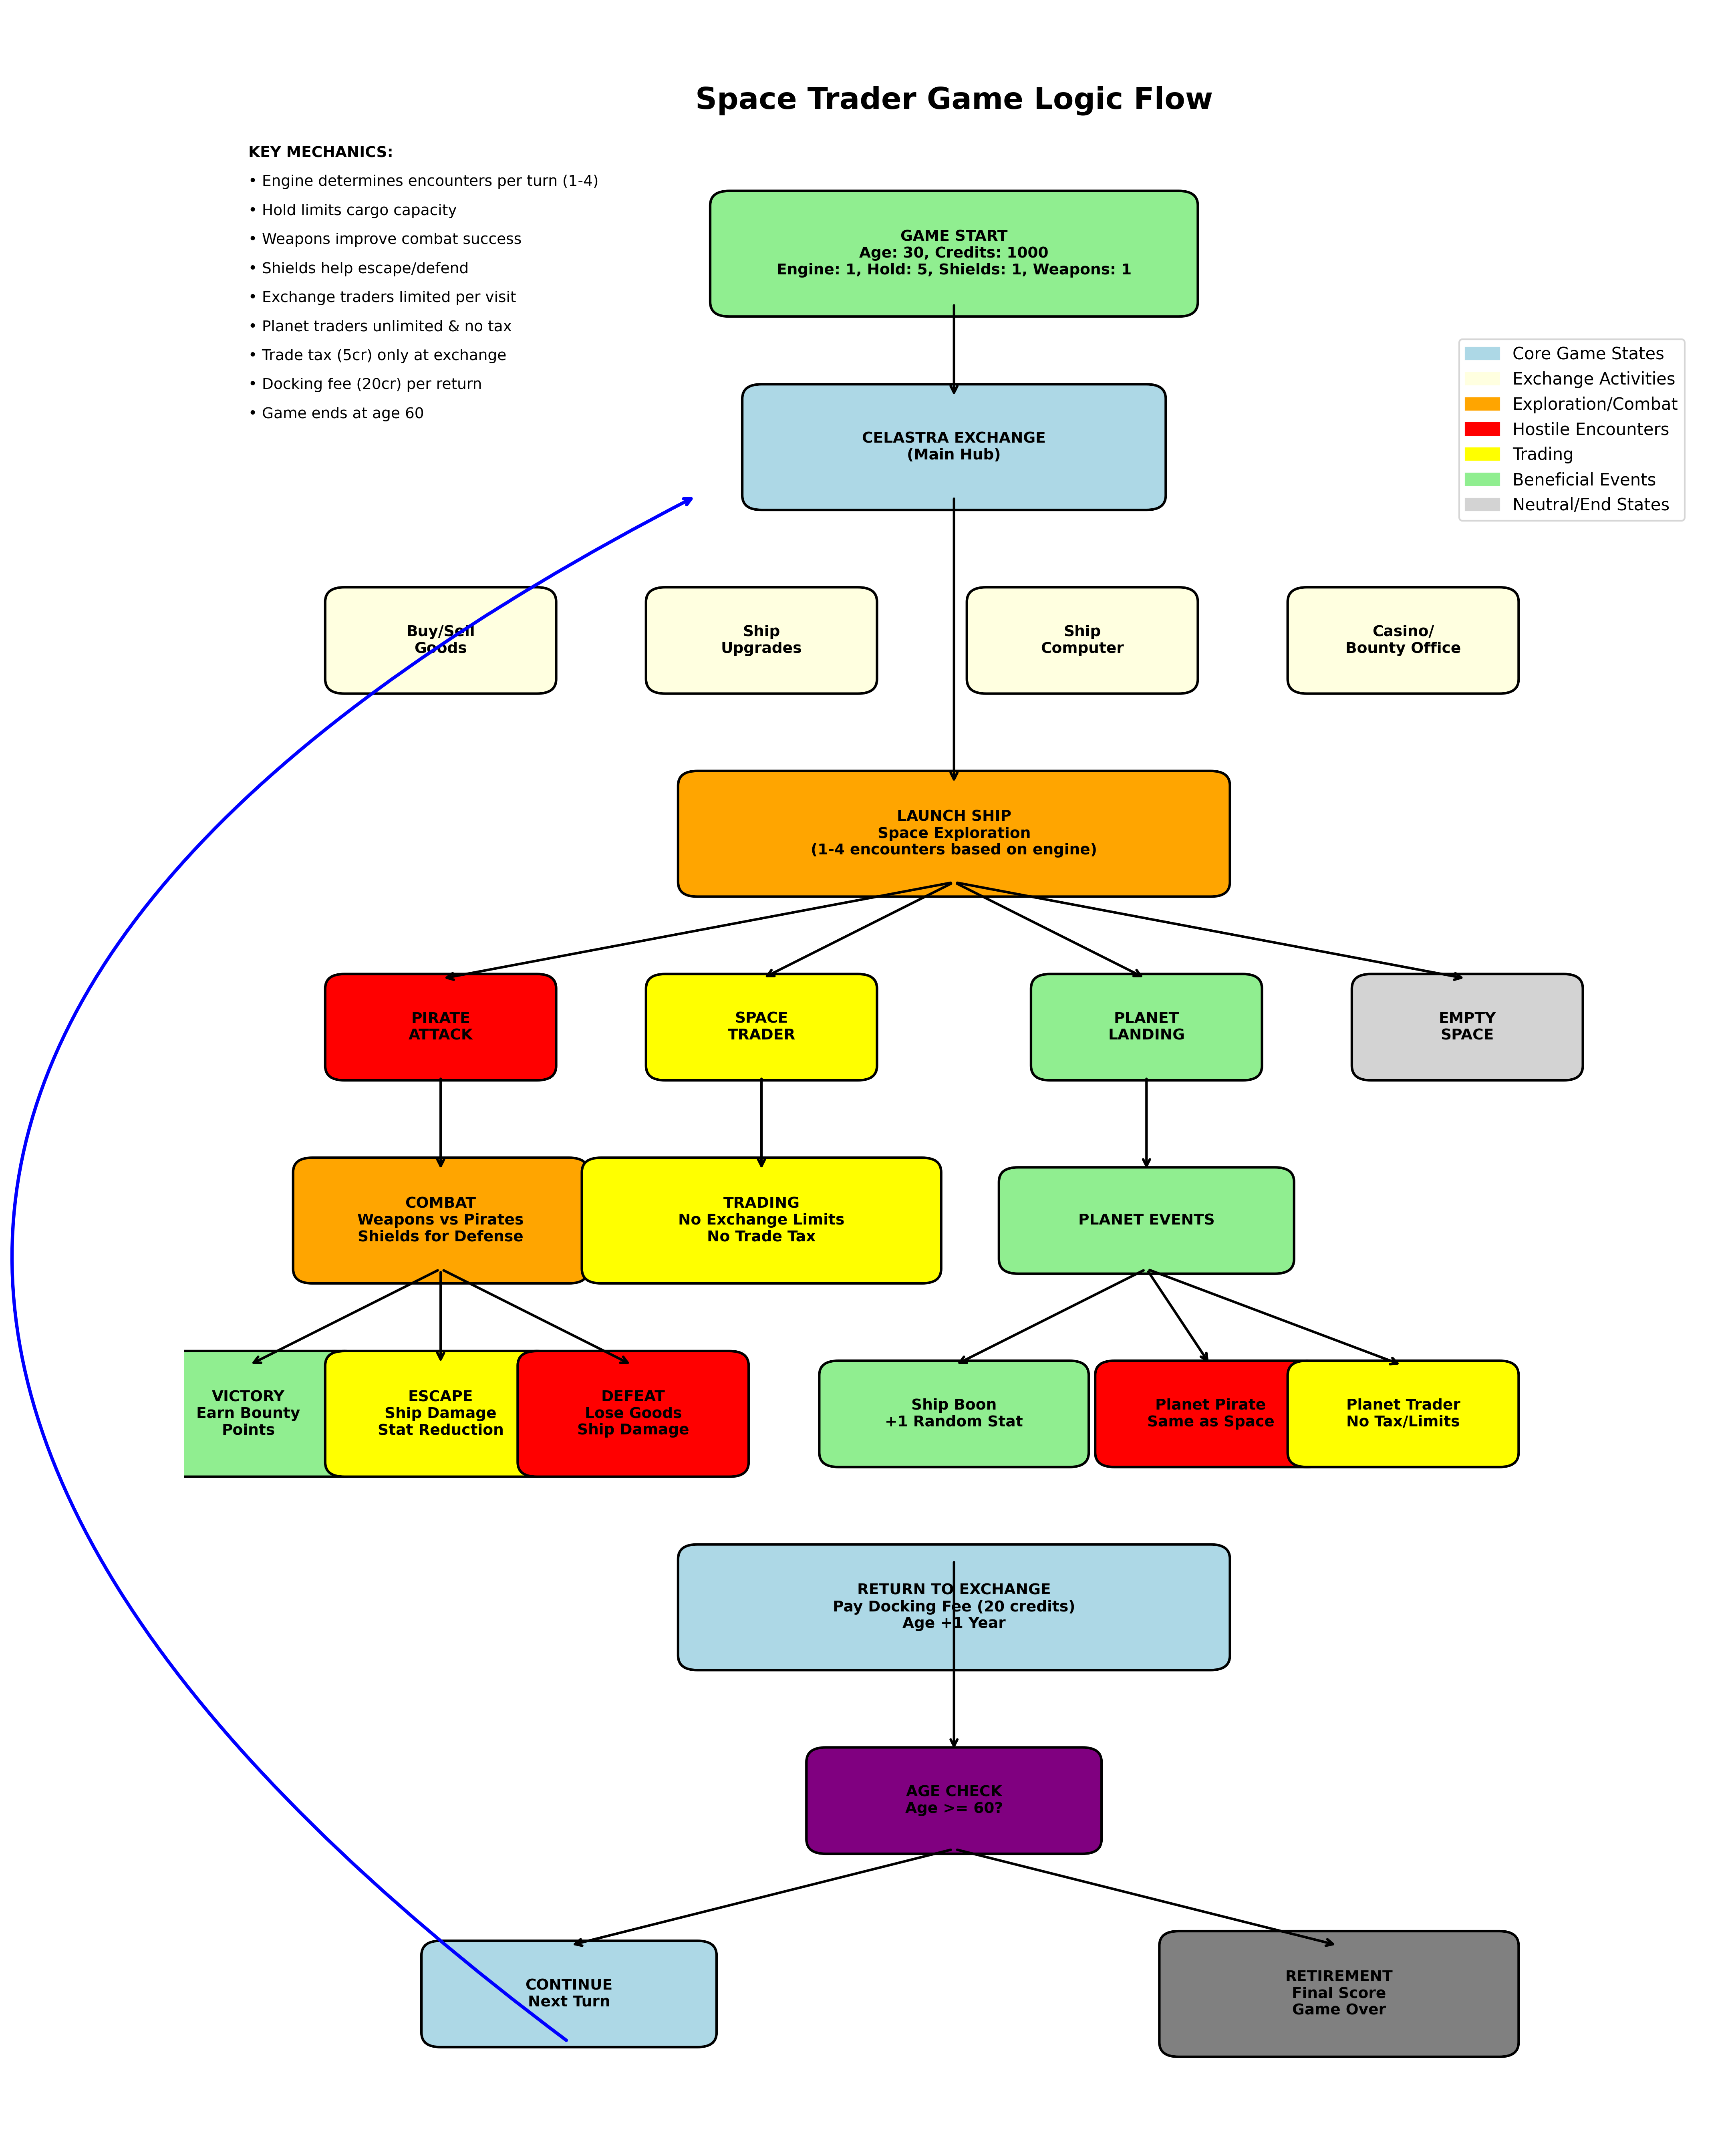 Space Trader Game Logic Flow
KEY MECHANICS:
• Engine determines encounters per turn (1-4)
• Hold limits cargo capacity
• Weapons improve combat success
• Shields help escape/defend
• Exchange traders limited per visit
• Planet traders unlimited & no tax
• Trade tax (5cr) only at exchange
• Docking fee (20cr) per return
• Game ends at age 60
GAME START
Age: 30, Credits: 1000
Engine: 1, Hold: 5, Shields: 1, Weapons: 1
Core Game States
Exchange Activities
Exploration/Combat
Hostile Encounters
Trading
Beneficial Events
Neutral/End States
CELASTRA EXCHANGE
(Main Hub)
Buy/Sell
Goods
Ship
Upgrades
Ship
Computer
Casino/
Bounty Office
LAUNCH SHIP
Space Exploration
(1-4 encounters based on engine)
PIRATE
ATTACK
SPACE
TRADER
PLANET
LANDING
EMPTY
SPACE
COMBAT
Weapons vs Pirates
Shields for Defense
TRADING
No Exchange Limits
No Trade Tax
PLANET EVENTS
VICTORY
Earn Bounty
Points
ESCAPE
Ship Damage
Stat Reduction
DEFEAT
Lose Goods
Ship Damage
Ship Boon
+1 Random Stat
Planet Pirate
Same as Space
Planet Trader
No Tax/Limits
RETURN TO EXCHANGE
Pay Docking Fee (20 credits)
Age +1 Year
AGE CHECK
Age >= 60?
CONTINUE
Next Turn
RETIREMENT
Final Score
Game Over